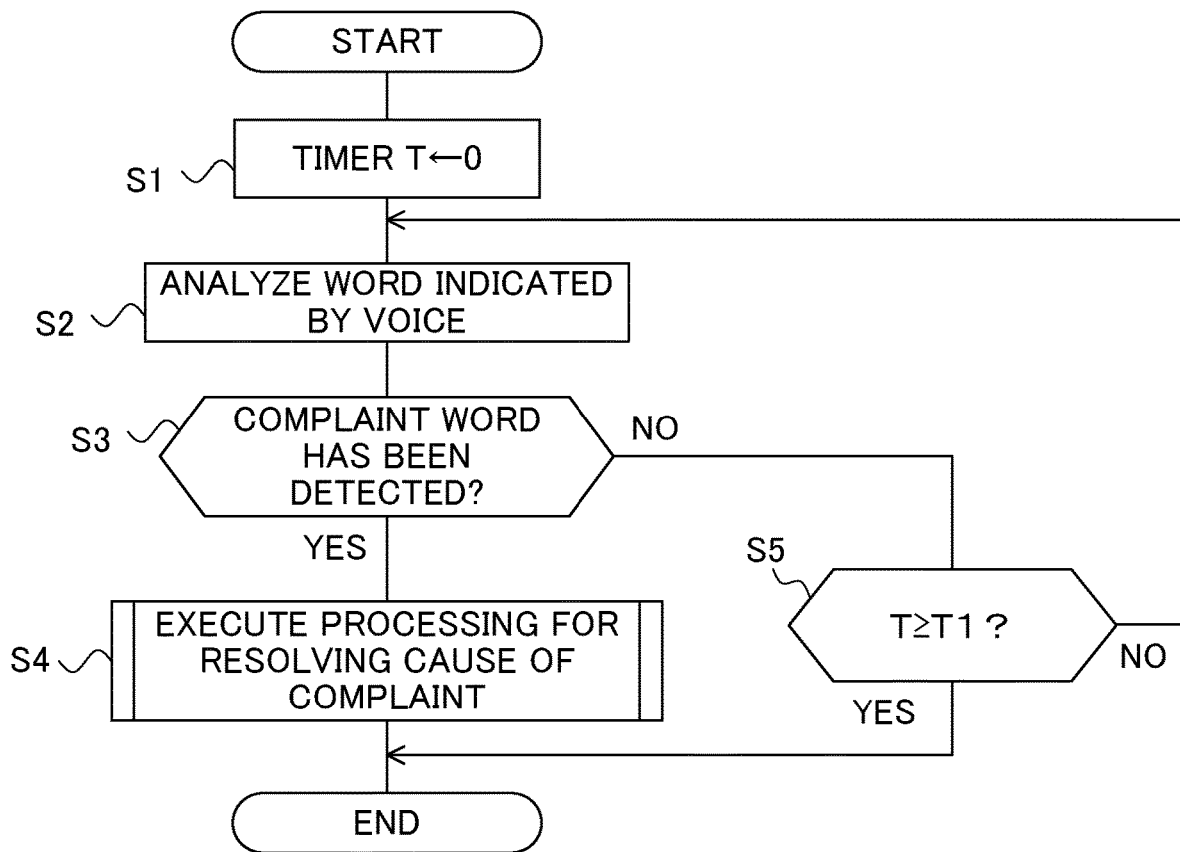 START
S1
TIMER T←0
S2
ANALYZE WORD INDICATED
BY VOICE
S3
COMPLAINT WORD
HAS BEEN
DETECTED?
NO
YES
S5
T≥T1?
NO
YES
S4
EXECUTE PROCESSING FOR
RESOLVING CAUSE OF
COMPLAINT
END